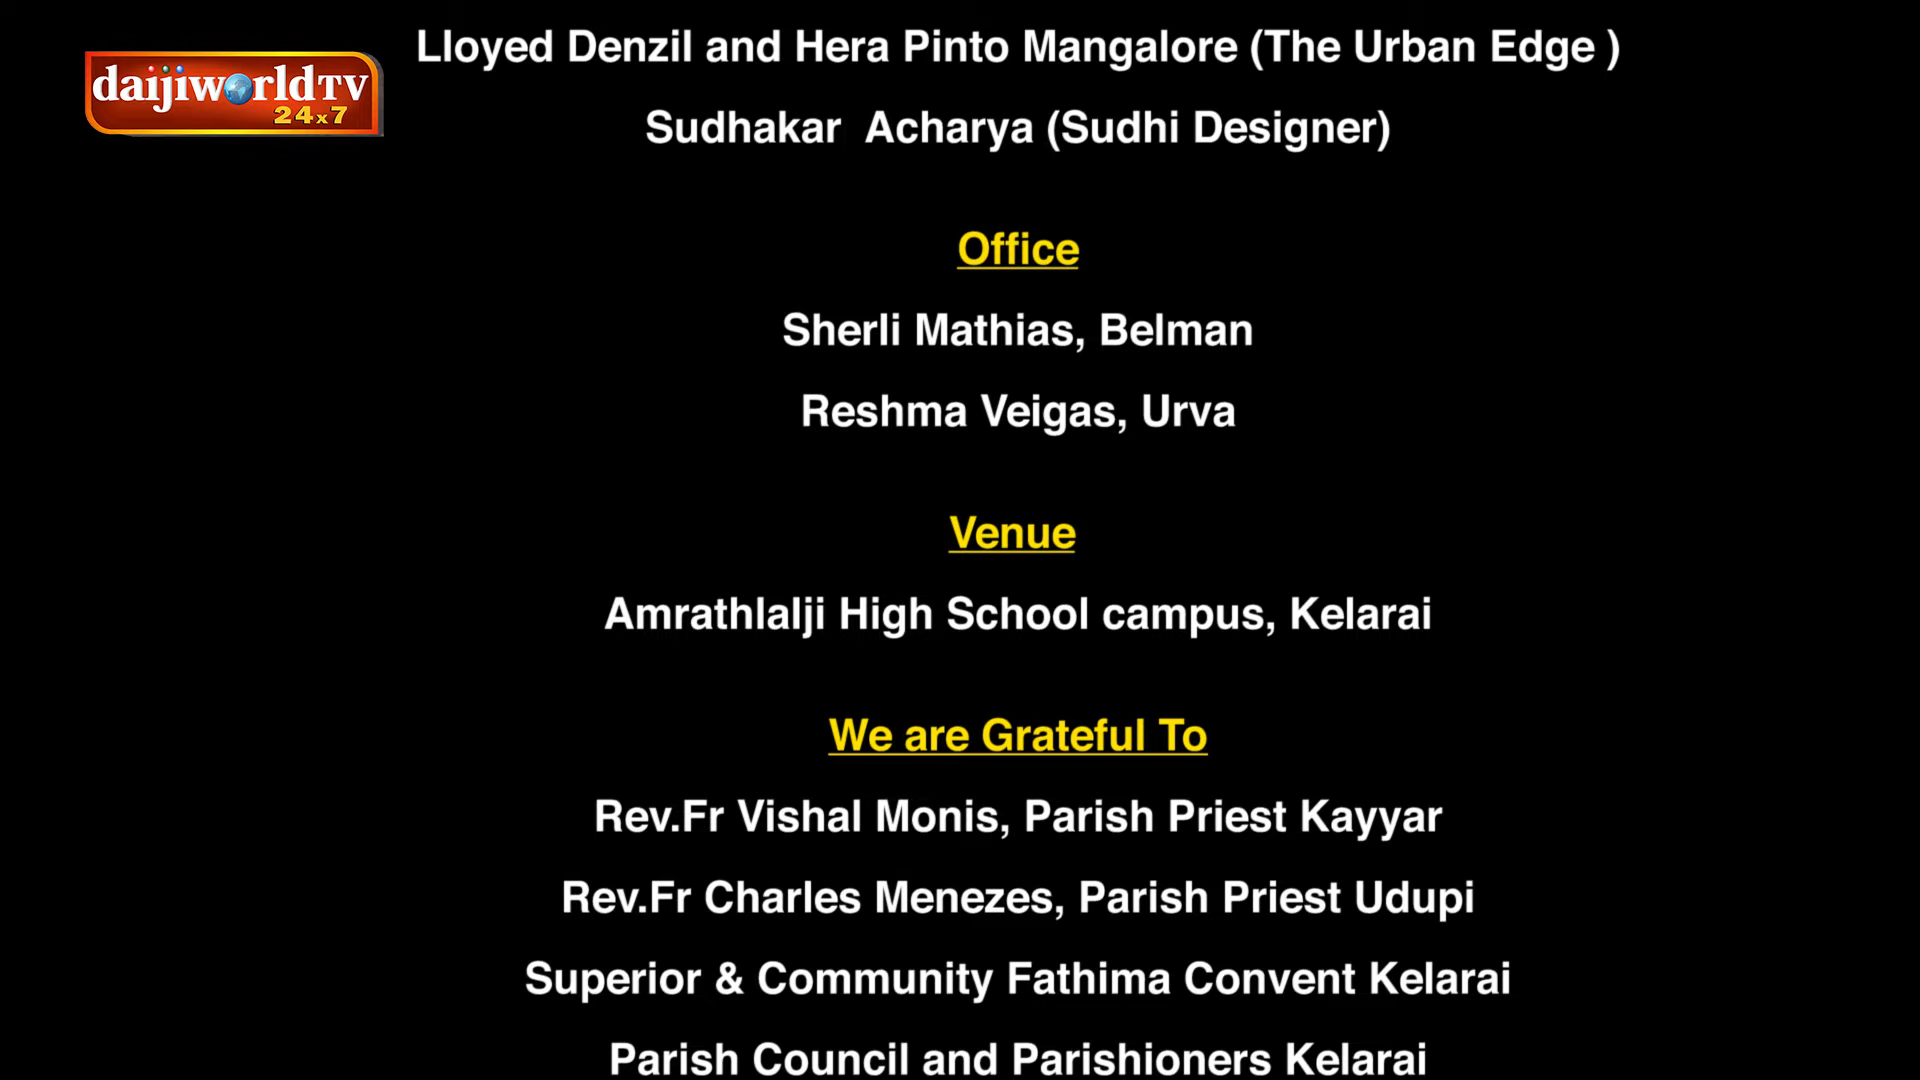 Lloyed Denzil and Hera Pinto Mangalore (The Urban Edge )
daijiworldTV
24x7
Sudhakar  Acharya (Sudhi Designer)
Office
Sherli Mathias, Belman
Reshma Veigas, Urva
Venue
Amrathlalji High School campus, Kelarai
We are Grateful To
Rev.Fr Vishal Monis, Parish Priest Kayyar
Rev.Fr Charles Menezes, Parish Priest Udupi
Superior & Community Fathima Convent Kelarai
Parish Council and Parishioners Kelarai